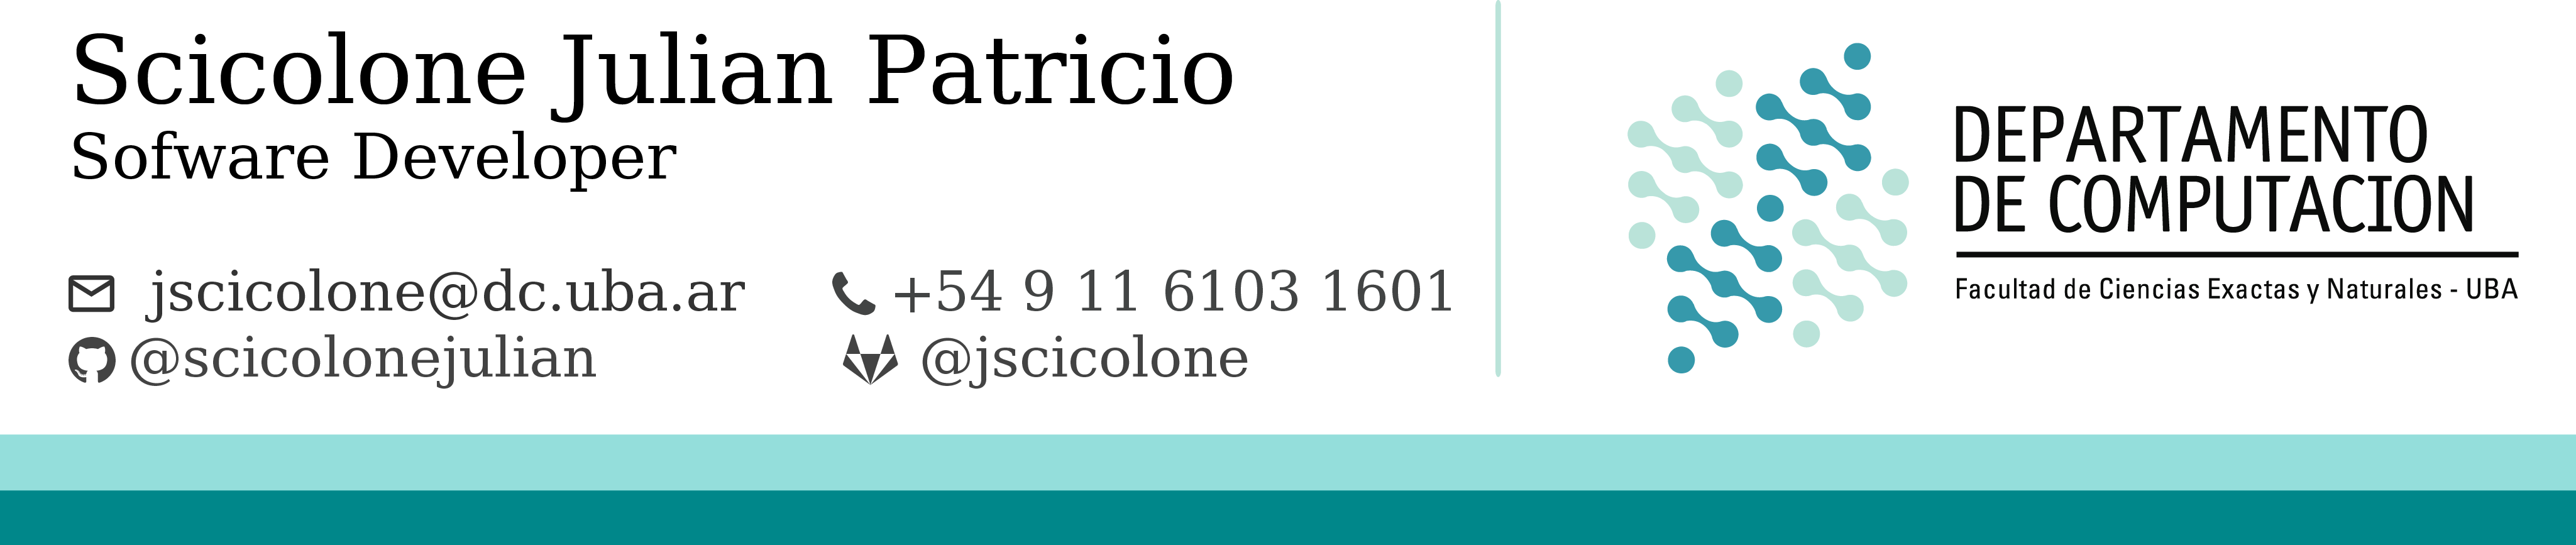 Scicolone Julian Patricio
Sofware Developer
jscicolone@dc.uba.ar
+54 9 11 6103 1601
@scicolonejulian
@jscicolone
DEPARTAMENTO
DE COMPUTACION
Facultad de Ciencias Exactas y Naturales - UBA